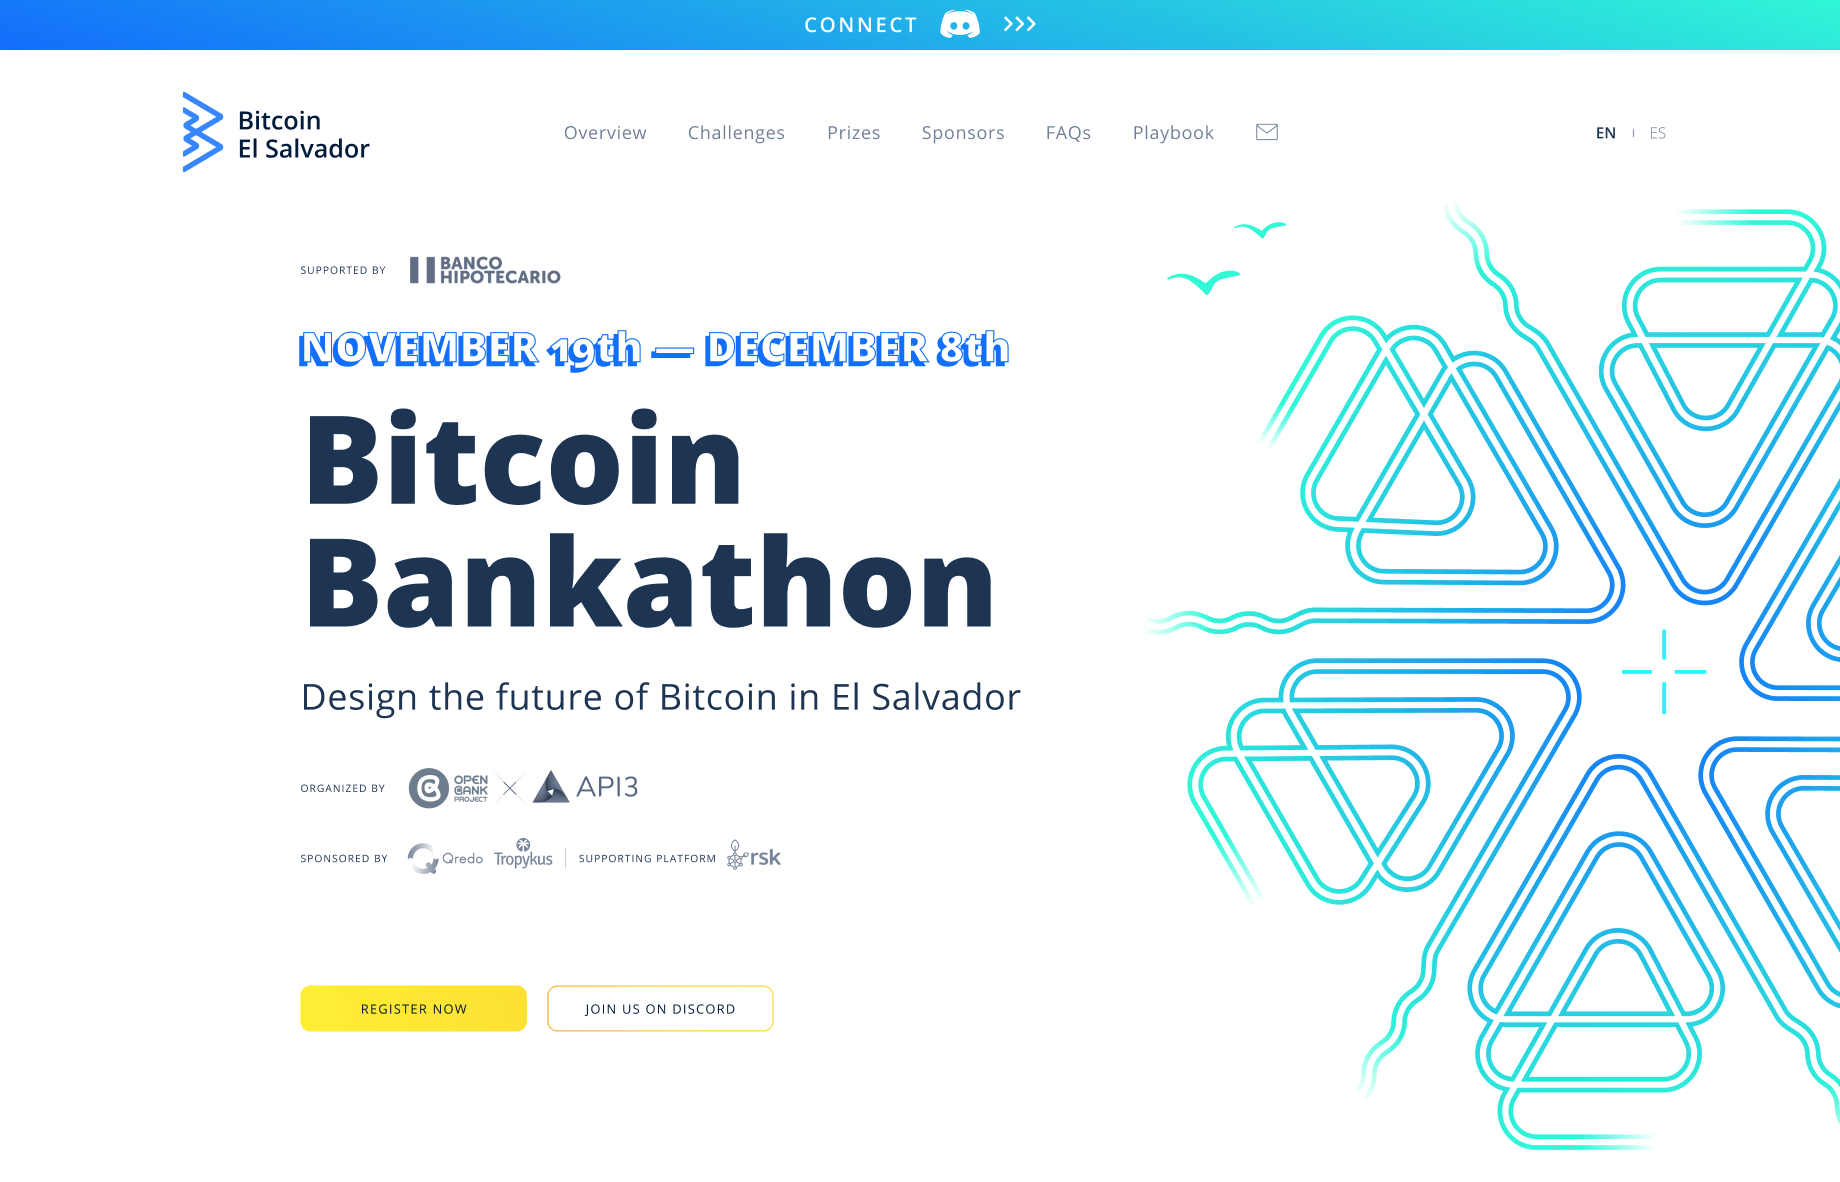 CONNECT
Bitcoin
El Salvador
Overview Challenges Prizes Sponsors FAQs Playbook
EN ES
SUPPORTED BY BANCO
HIPOTECARIO
NOVEMBER 19th — DECEMBER 8th
Bitcoin
Bankathon
Design the future of Bitcoin in El Salvador
ORGANIZED BY OPEN BANK PROJECT API3
SPONSORED BY Qredo Tropykus SUPPORTING PLATFORM rsk
REGISTER NOW JOIN US ON DISCORD